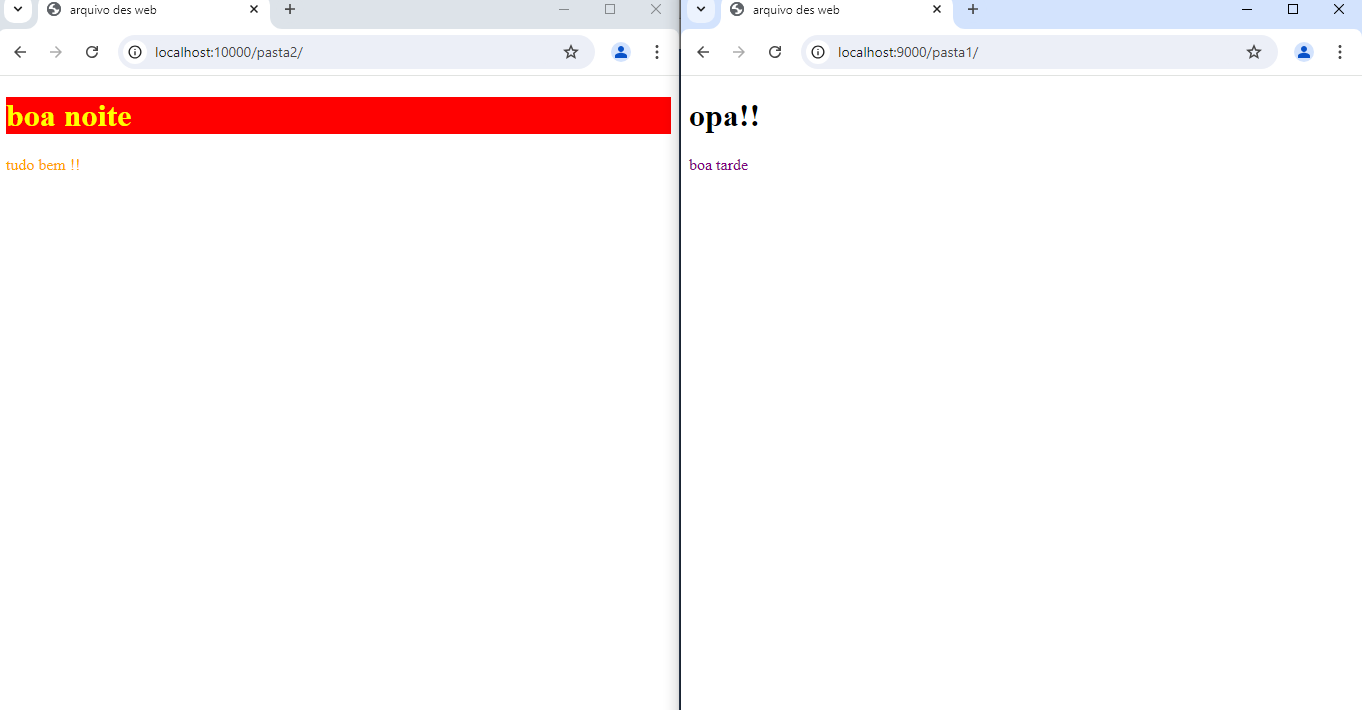 arquivo des web
localhost:10000/pasta2/
boa noite
tudo bem !!
arquivo des web
localhost:9000/pasta1/
opa!!
boa tarde